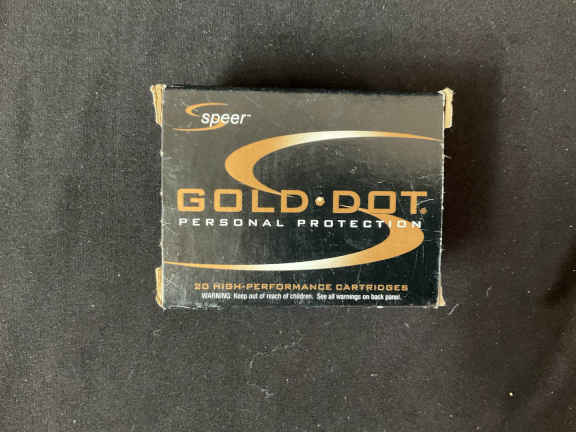 speer™
GOLD DOT®
PERSONAL PROTECTION
20 HIGH-PERFORMANCE CARTRIDGES
WARNING: Keep out of reach of children. See all warnings on back panel.